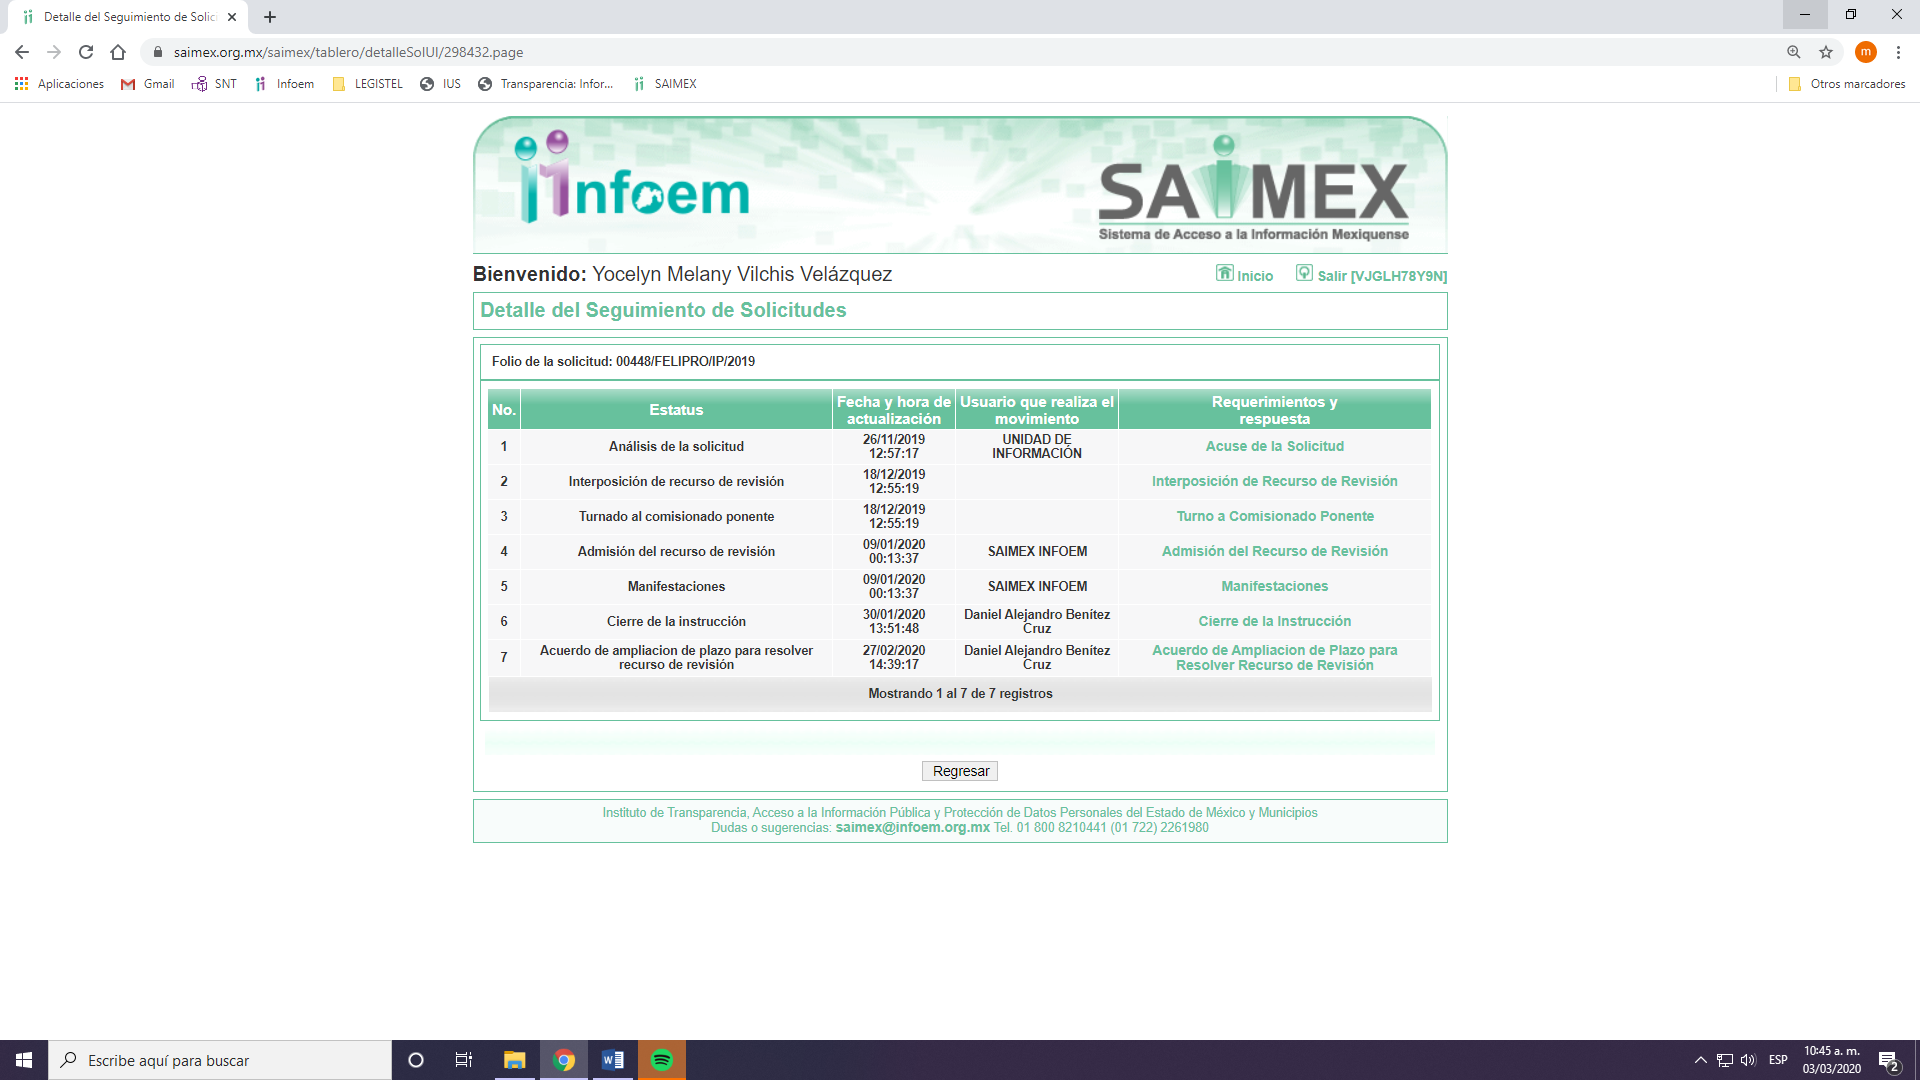 Detalle del Seguimiento de Solici
saimex.org.mx/saimex/tablero/detalleSolUI/298432.page
m
Aplicaciones Gmail SNT Infoem LEGISTEL IUS Transparencia: Infor... SAIMEX Otros marcadores
infoem
SAIMEX
Sistema de Acceso a la Información Mexiquense
Bienvenido: Yocelyn Melany Vilchis Velázquez
Inicio Salir [VJGLH78Y9N]
Detalle del Seguimiento de Solicitudes
Folio de la solicitud: 00448/FELIPRO/IP/2019
No. Estatus Fecha y hora de actualización Usuario que realiza el movimiento Requerimientos y respuesta
1 Análisis de la solicitud 26/11/2019 12:57:17 UNIDAD DE INFORMACIÓN Acuse de la Solicitud
2 Interposición de recurso de revisión 18/12/2019 12:55:19 Interposición de Recurso de Revisión
3 Turnado al comisionado ponente 18/12/2019 12:55:19 Turno a Comisionado Ponente
4 Admisión del recurso de revisión 09/01/2020 00:13:37 SAIMEX INFOEM Admisión del Recurso de Revisión
5 Manifestaciones 09/01/2020 00:13:37 SAIMEX INFOEM Manifestaciones
6 Cierre de la instrucción 30/01/2020 13:51:48 Daniel Alejandro Benítez Cruz Cierre de la Instrucción
7 Acuerdo de ampliacion de plazo para resolver recurso de revisión 27/02/2020 14:39:17 Daniel Alejandro Benítez Cruz Acuerdo de Ampliacion de Plazo para Resolver Recurso de Revisión
Mostrando 1 al 7 de 7 registros
Regresar
Instituto de Transparencia, Acceso a la Información Pública y Protección de Datos Personales del Estado de México y Municipios
Dudas o sugerencias: saimex@infoem.org.mx Tel. 01 800 8210441 (01 722) 2261980
Escribe aquí para buscar
ESP
10:45 a. m.
03/03/2020
2